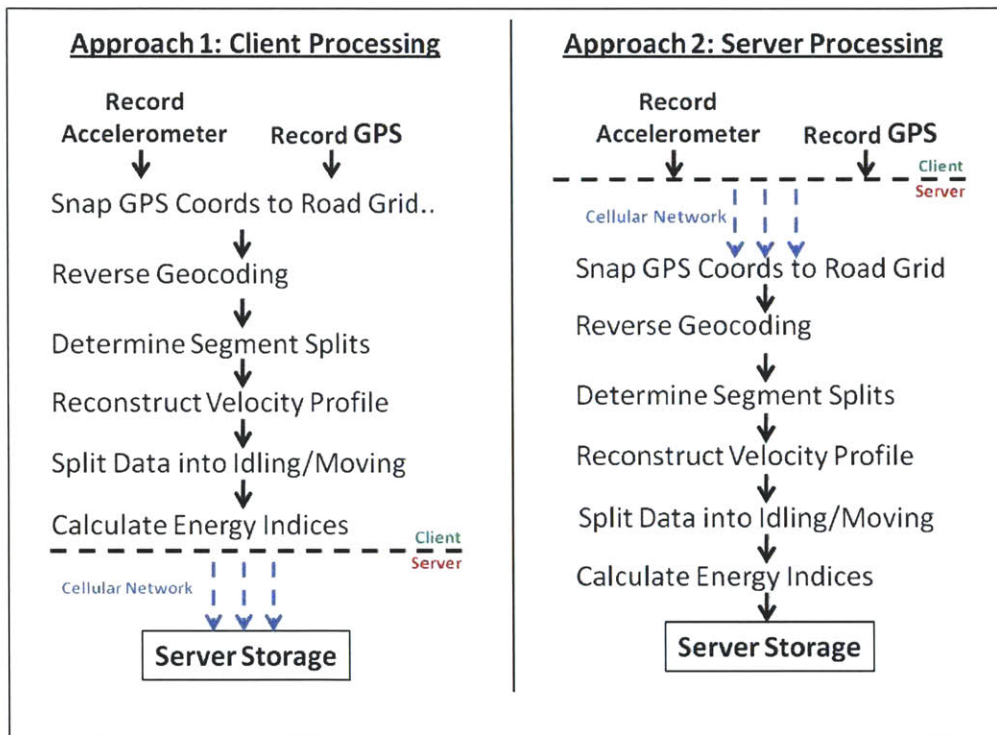 Approach 1: Client Processing
Record
Accelerometer
Record GPS
Snap GPS Coords to Road Grid..
Reverse Geocoding
Determine Segment Splits
Reconstruct Velocity Profile
Split Data into Idling/Moving
Calculate Energy Indices
Client
Server
Cellular Network
Server Storage
Approach 2: Server Processing
Record
Accelerometer
Record GPS
Client
Server
Cellular Network
Snap GPS Coords to Road Grid
Reverse Geocoding
Determine Segment Splits
Reconstruct Velocity Profile
Split Data into Idling/Moving
Calculate Energy Indices
Server Storage